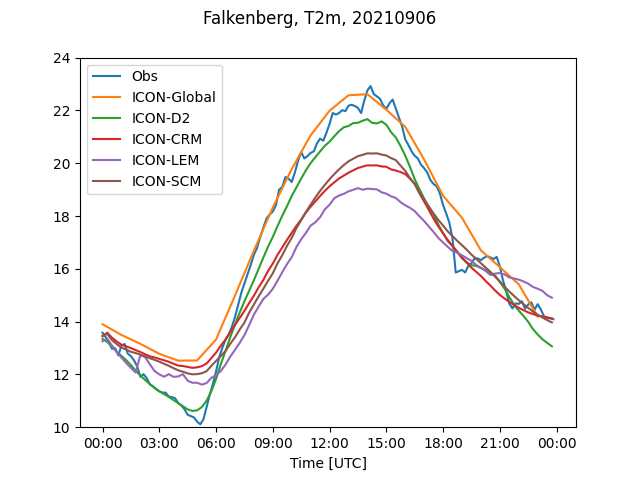 Falkenberg, T2m, 20210906
24
22
20
18
16
14
12
10
Obs
ICON-Global
ICON-D2
ICON-CRM
ICON-LEM
ICON-SCM
00:00 03:00 06:00 09:00 12:00 15:00 18:00 21:00 00:00
Time [UTC]